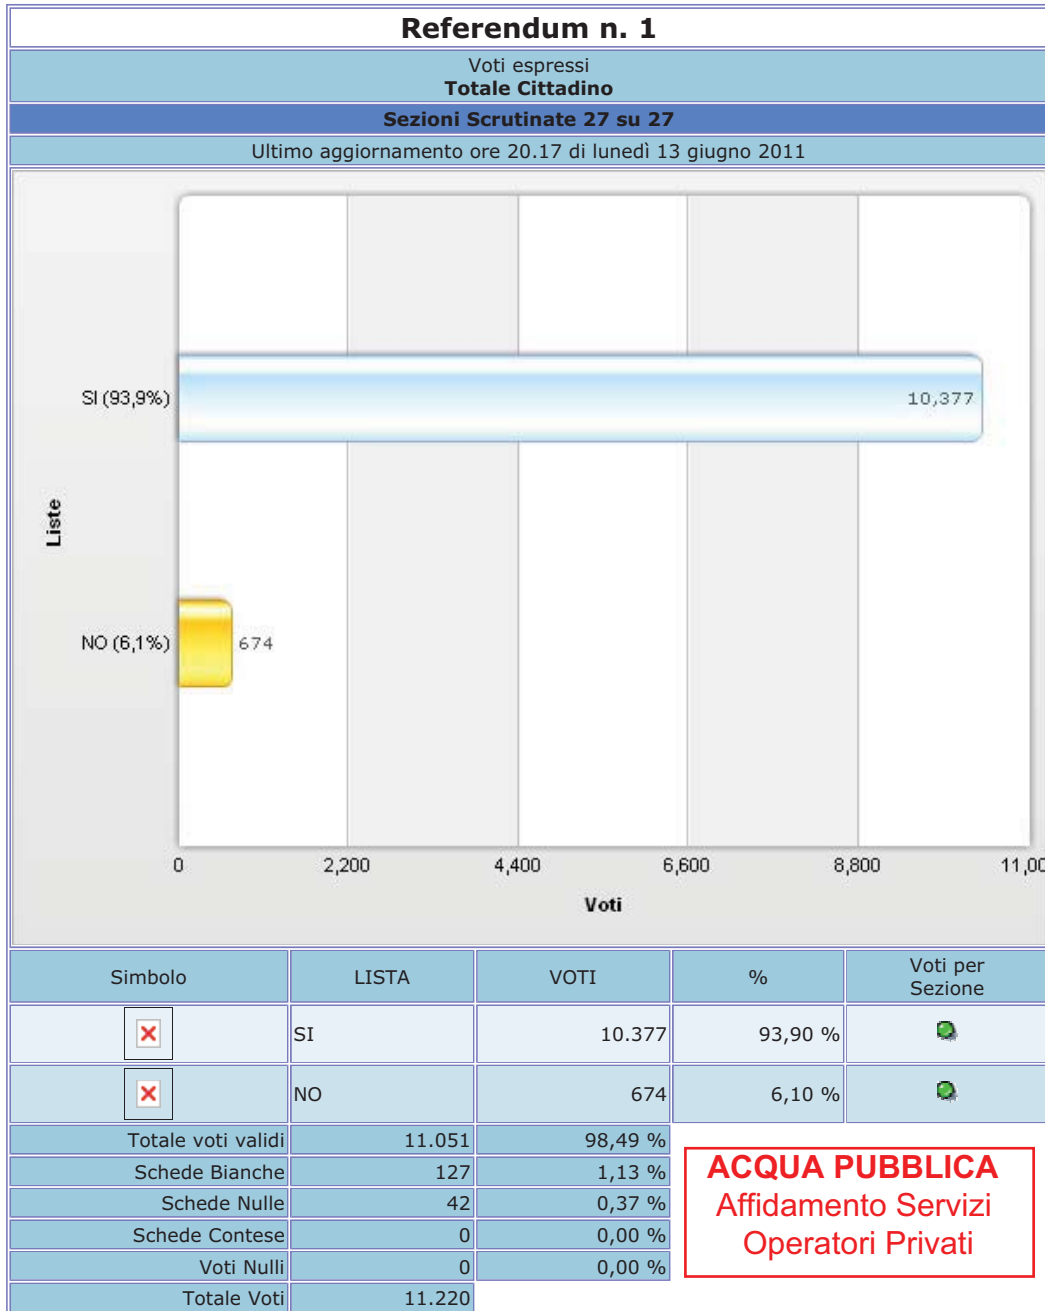 Referendum n. 1
Voti espressi
Totale Cittadino
Sezioni Scrutinate 27 su 27
Ultimo aggiornamento ore 20.17 di lunedì 13 giugno 2011
SI (93,9%)
10,377
Liste
NO (6,1%)
674
0 2,200 4,400 6,600 8,800 11,00
Voti
Simbolo LISTA VOTI % Voti per
Sezione
SI 10.377 93,90 %
NO 674 6,10 %
Totale voti validi 11.051 98,49 %
Schede Bianche 127 1,13 %
Schede Nulle 42 0,37 %
Schede Contese 0 0,00 %
Voti Nulli 0 0,00 %
Totale Voti 11.220
ACQUA PUBBLICA
Affidamento Servizi
Operatori Privati